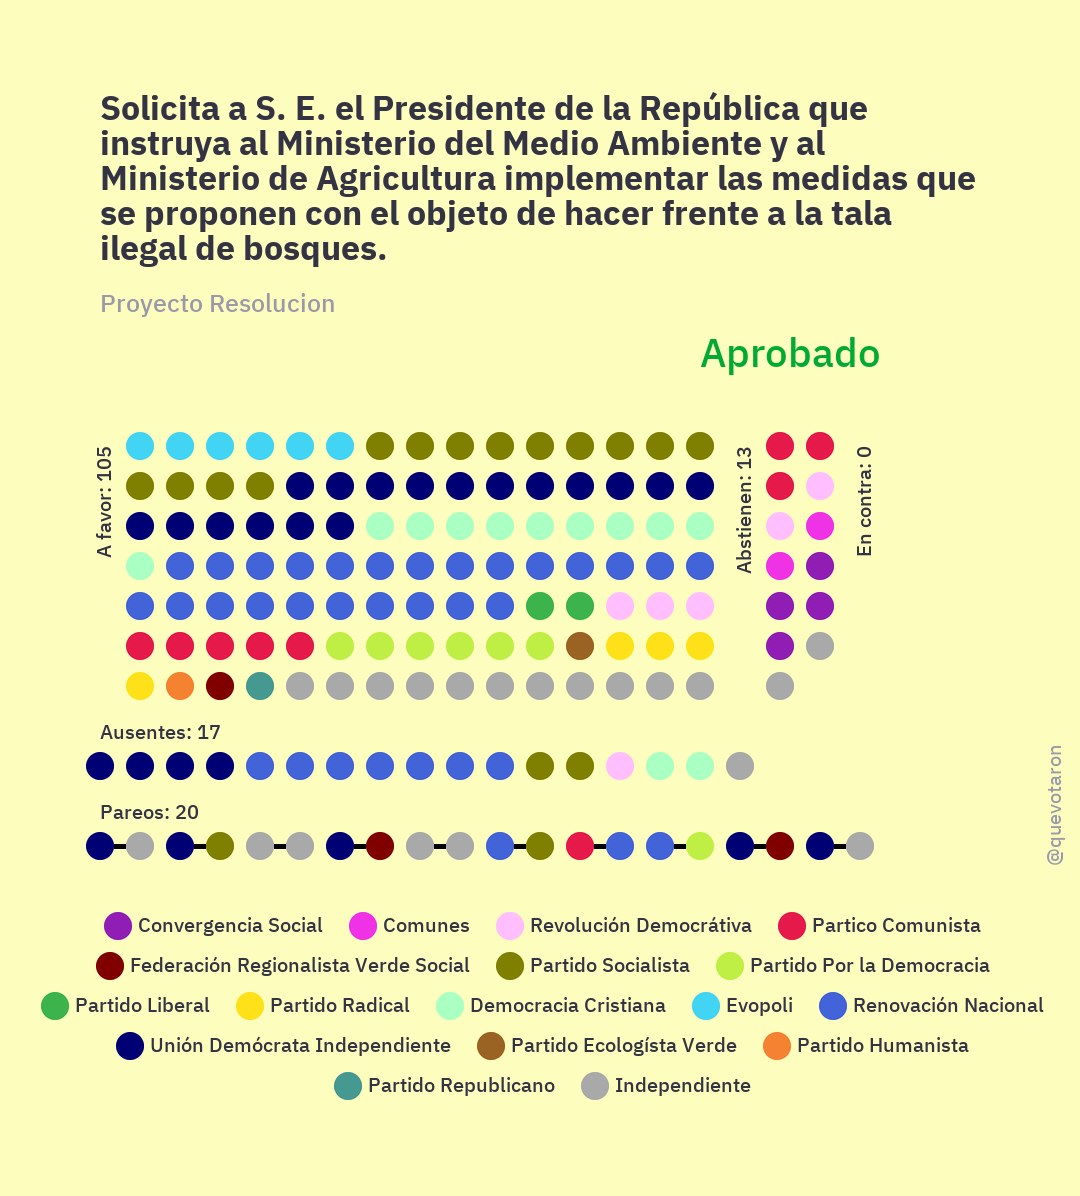 Solicita a S. E. el Presidente de la República que
instruya al Ministerio del Medio Ambiente y al
Ministerio de Agricultura implementar las medidas que
se proponen con el objeto de hacer frente a la tala
ilegal de bosques.
Proyecto Resolucion
Aprobado
A favor: 105
Abstienen: 13
En contra: 0
Ausentes: 17
Pareos: 20
@quevotaron
Convergencia Social Comunes Revolución Democrátiva Partico Comunista
Federación Regionalista Verde Social Partido Socialista Partido Por la Democracia
Partido Liberal Partido Radical Democracia Cristiana Evopoli Renovación Nacional
Unión Demócrata Independiente Partido Ecologísta Verde Partido Humanista
Partido Republicano Independiente